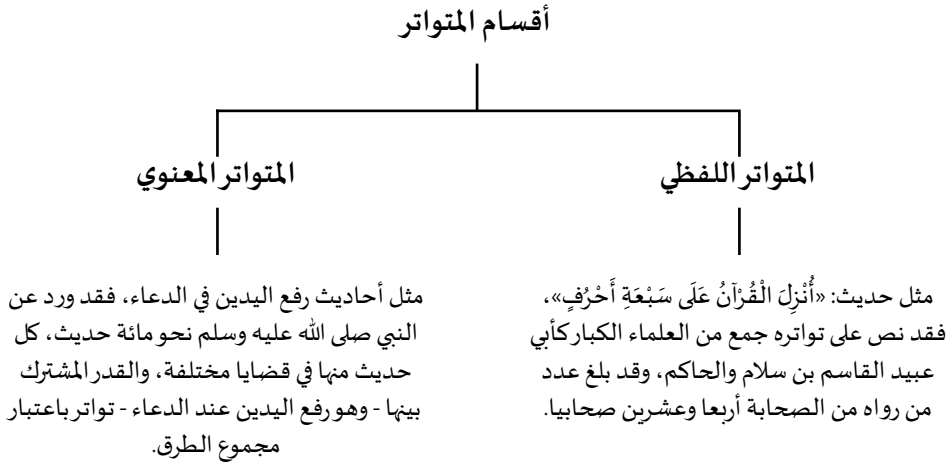 أقسام المتواتر
المتواتر اللفظي
مثل حديث: «أُنْزِلَ الْقُرْآنُ عَلَى سَبْعَةِ أَحْرُفٍ»،
فقد نص على تواتره جمع من العلماء الكبار كأبي
عبيد القاسم بن سلام والحاكم، وقد بلغ عدد
من رواه من الصحابة أربعا وعشرين صحابيا.
المتواتر المعنوي
مثل أحاديث رفع اليدين في الدعاء، فقد ورد عن
النبي صلى الله عليه وسلم نحو مائة حديث، كل
حديث منها في قضايا مختلفة، والقدر المشترك
بينها - وهو رفع اليدين عند الدعاء - تواتر باعتبار
مجموع الطرق.